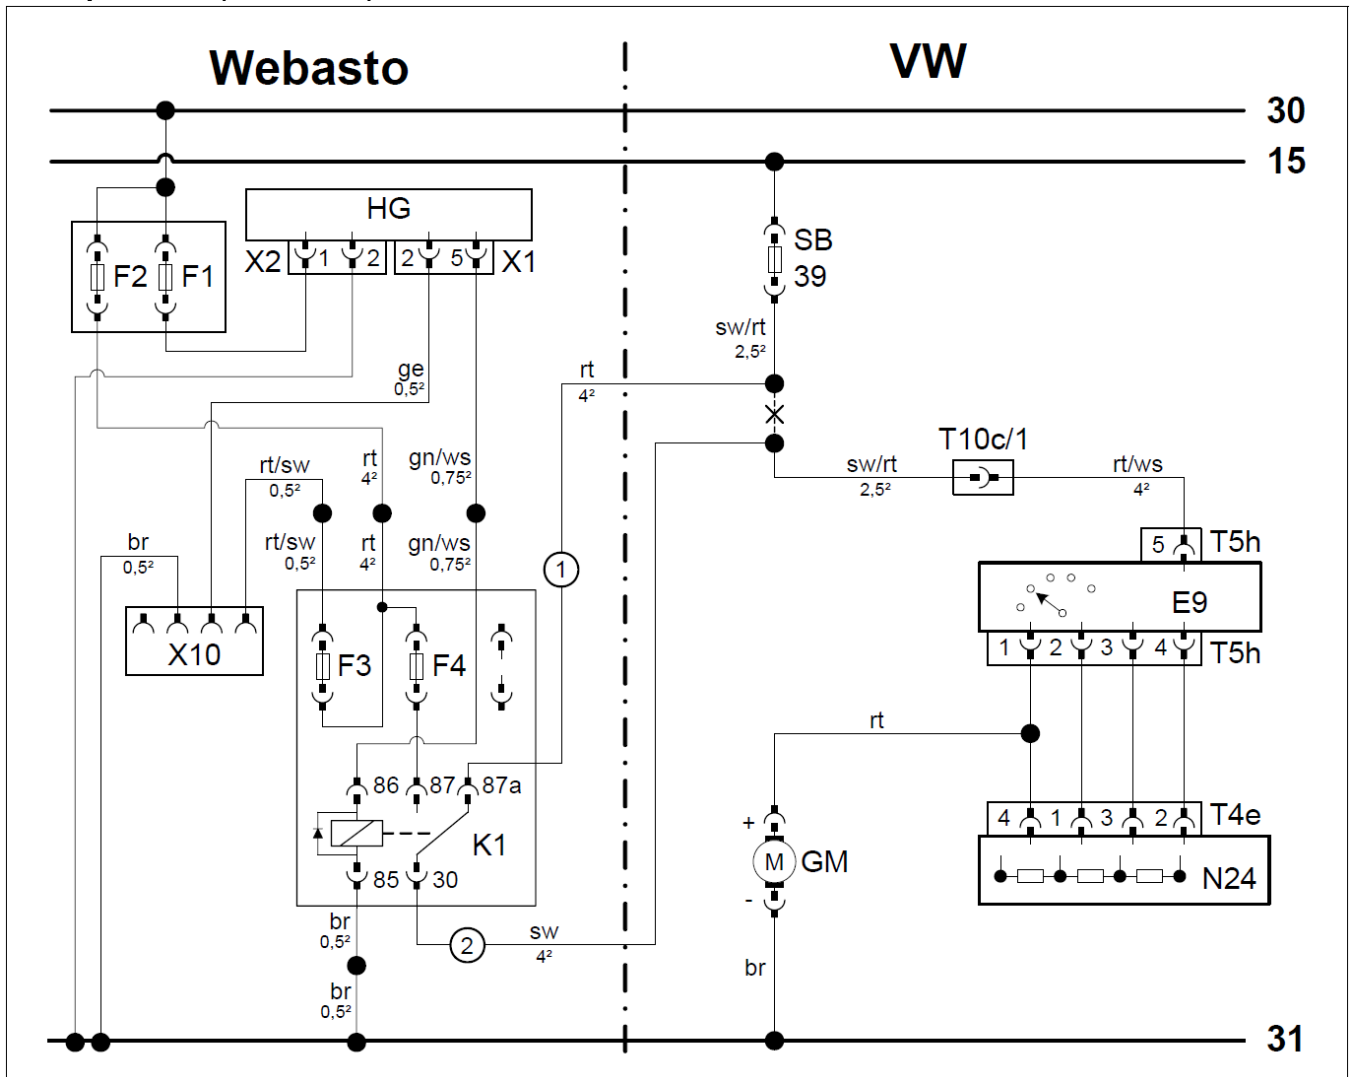 Webasto
VW
30
15
HG
X2
1
2
2
5
X1
F2
F1
SB
39
sw/rt
2,5²
ge
0,5²
rt
4²
rt/sw
0,5²
rt
4²
gn/ws
0,75²
T10c/1
sw/rt
2,5²
rt/ws
4²
br
0,5²
rt/sw
0,5²
rt
4²
gn/ws
0,75²
1
5
T5h
E9
X10
F3
F4
1
2
3
4
T5h
rt
86
87
87a
K1
85
30
+
M
GM
-
4
1
3
2
T4e
N24
br
0,5²
2
sw
4²
br
br
0,5²
31